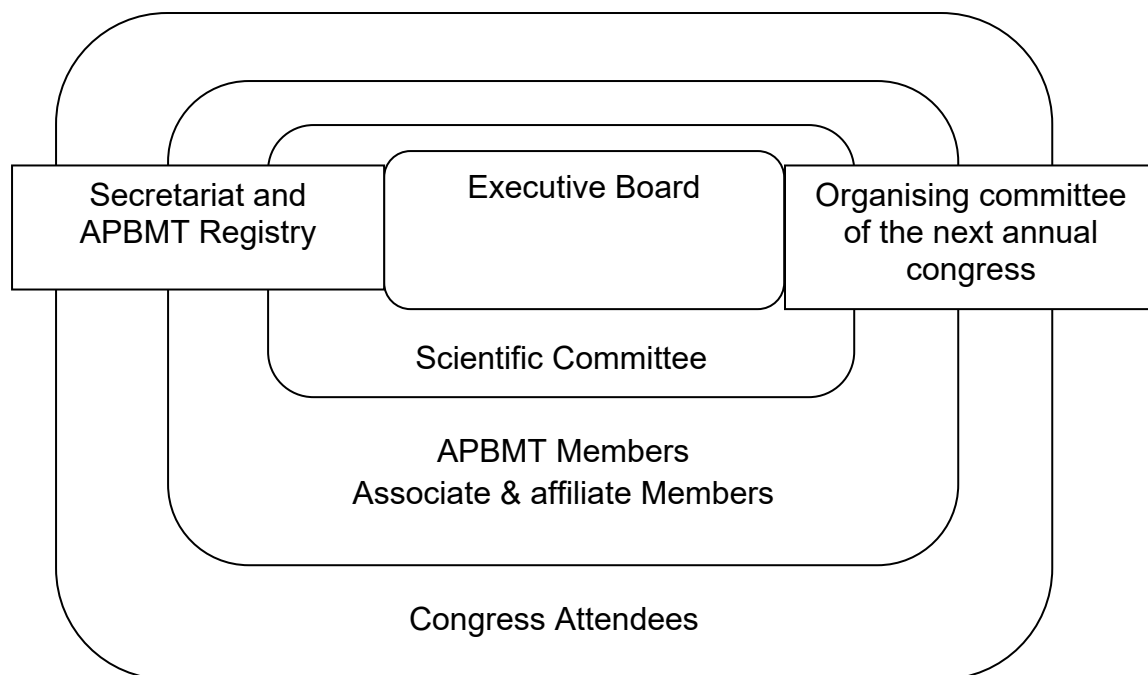 Secretariat and
APBMT Registry
Executive Board
Organising committee
of the next annual
congress
Scientific Committee
APBMT Members
Associate & affiliate Members
Congress Attendees